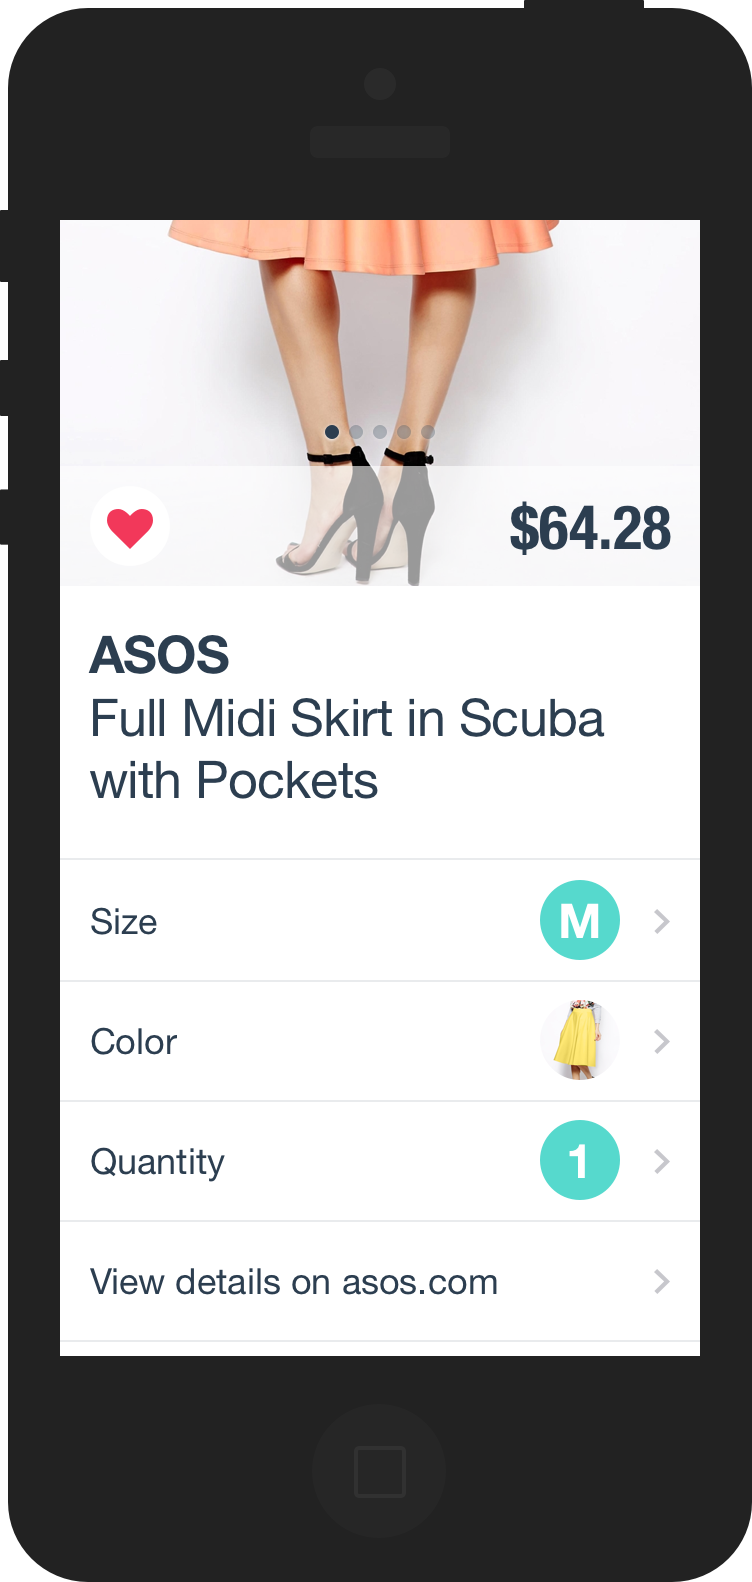 $64.28
ASOS
Full Midi Skirt in Scuba
with Pockets
Size M
Color
Quantity 1
View details on asos.com